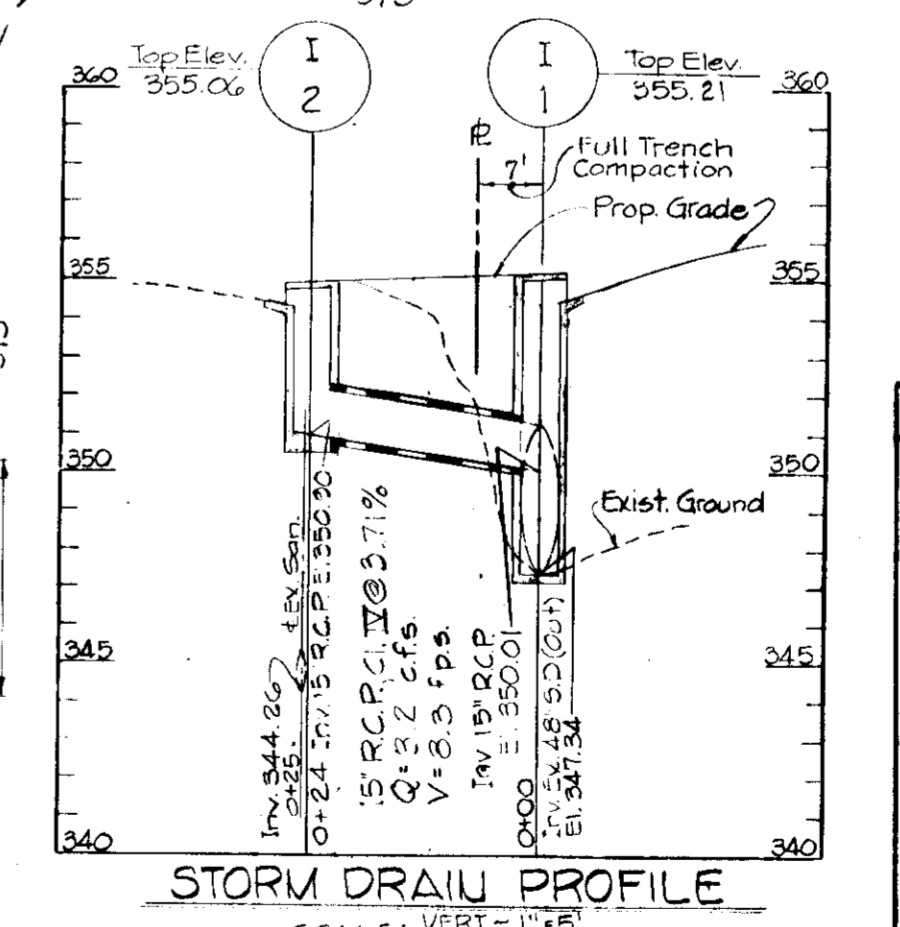 I
2
Top Elev.
355.06
I
1
Top Elev.
355.21
360
360
PL
7'
Full Trench
Compaction
Prop. Grade
355
355
350
350
Exist. Ground
345
345
340
340
Inv. 344.26
0+25
℄ Ex. San.
0+24 Inv. 15" R.C.P. El. 350.90
15" R.C.P., Cl. IV @ 3.71%
Q = 3.2 c.f.s.
V = 8.3 f.p.s.
Inv 15" R.C.P.
El. 350.01
0+00
Inv. Ex. 48" S.D (Out)
El. 347.34
STORM DRAIN PROFILE
VERT - 1" = 5'